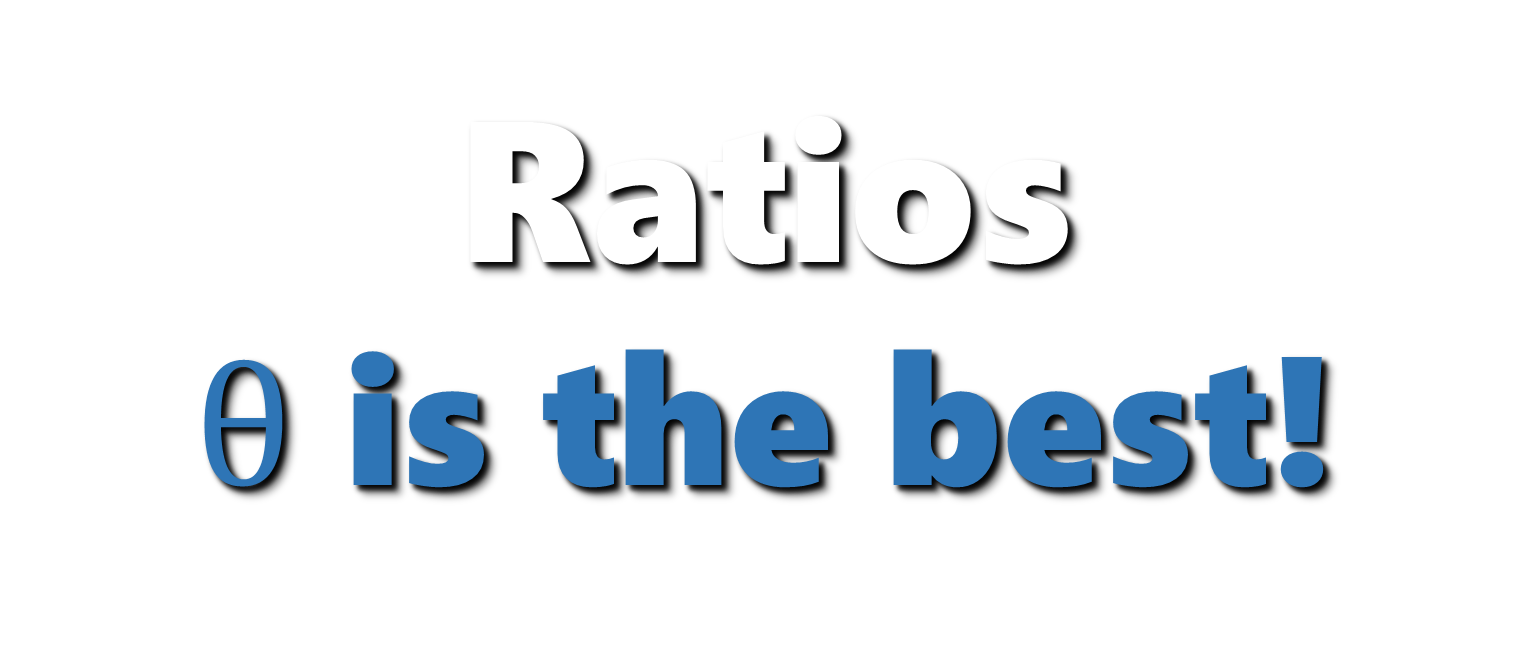 Ratios
θ is the best!